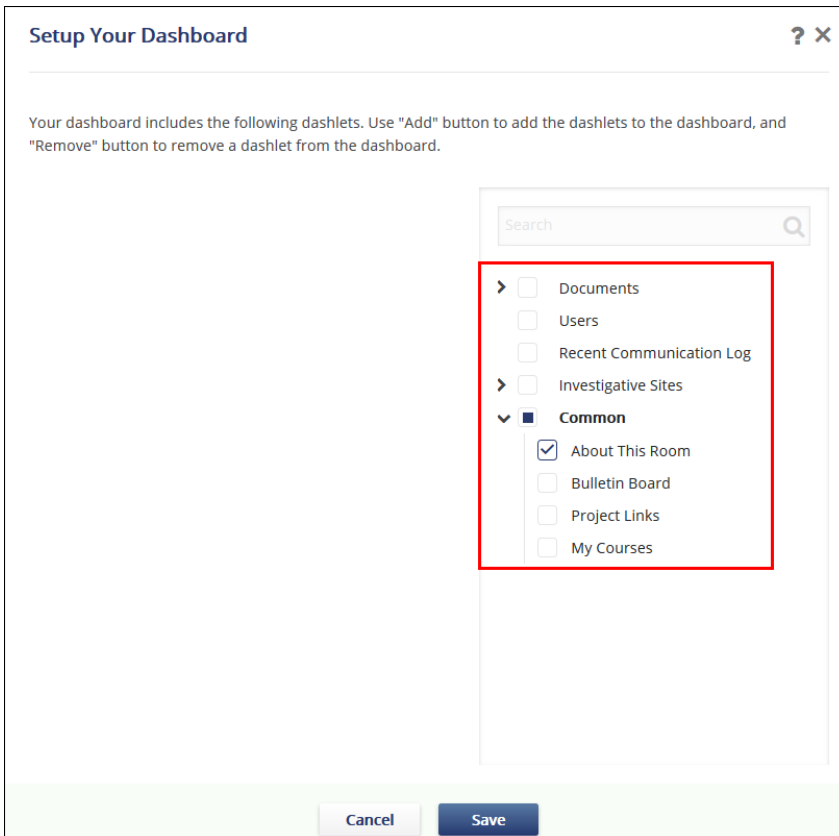 Setup Your Dashboard
?
Your dashboard includes the following dashlets. Use "Add" button to add the dashlets to the dashboard, and
"Remove" button to remove a dashlet from the dashboard.
Search
Documents
Users
Recent Communication Log
Investigative Sites
Common
About This Room
Bulletin Board
Project Links
My Courses
Cancel Save